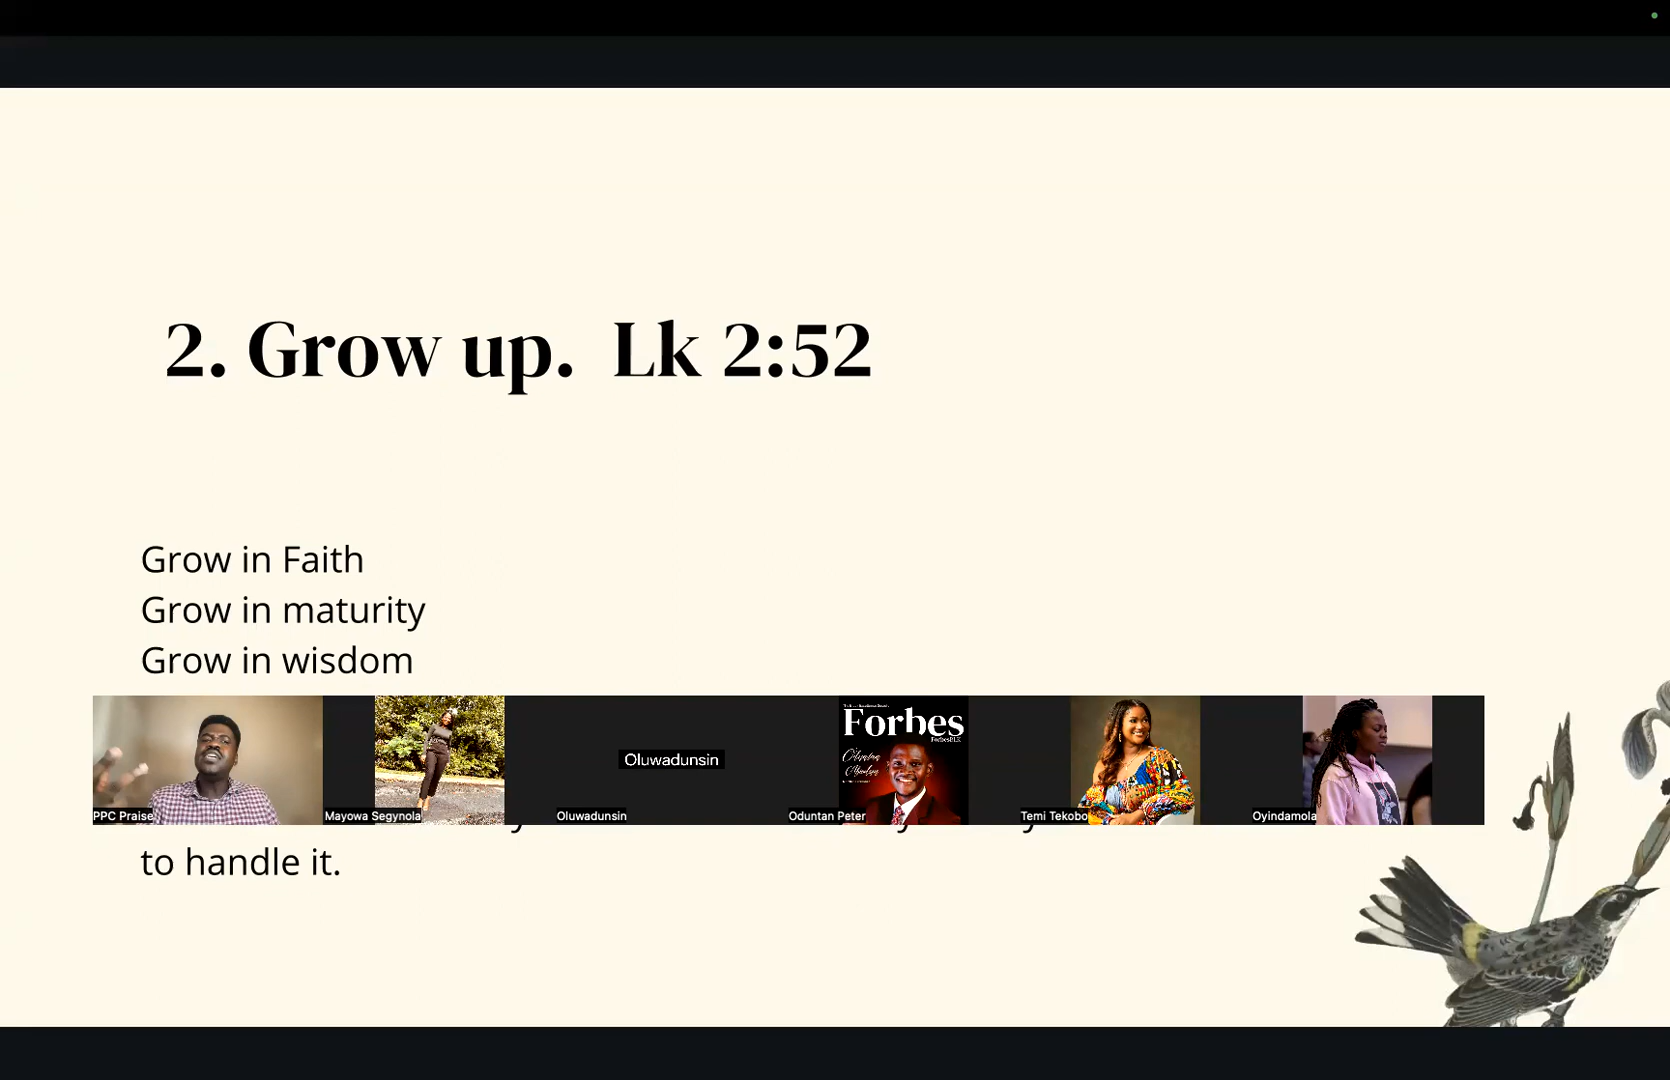 2. Grow up. Lk 2:52
Grow in Faith
Grow in maturity
Grow in wisdom
Oluwadunsin
Forbes
PPC Praise
Mayowa Segynola
Oluwadunsin
Oduntan Peter
Temi Tekobo
Oyindamola
to handle it.